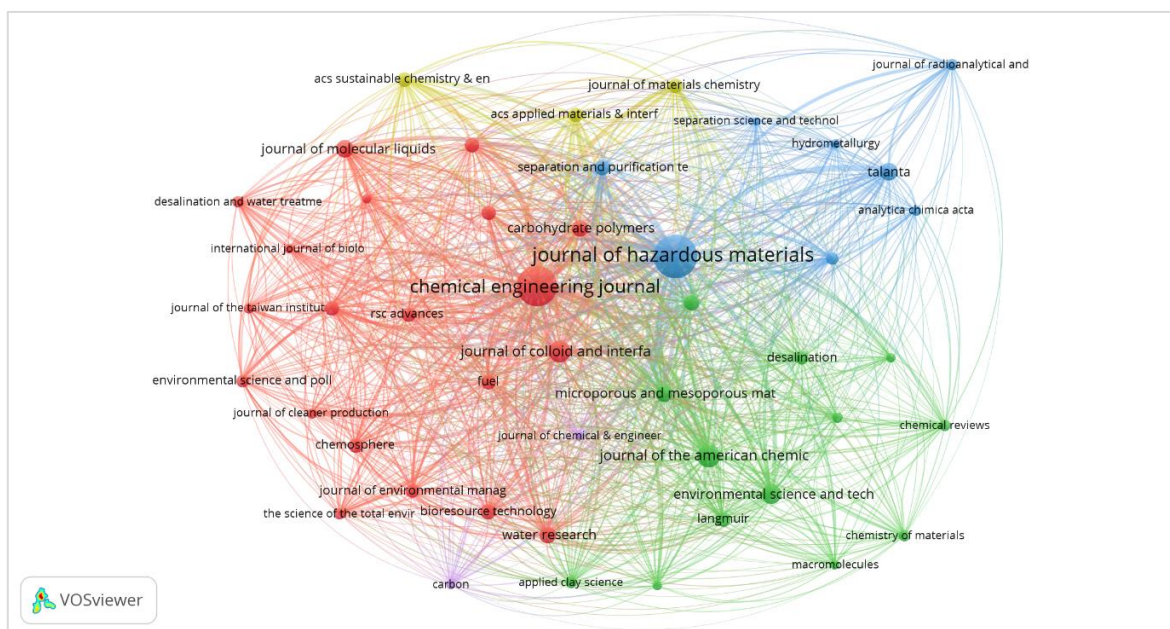 journal of radioanalytical and
acs sustainable chemistry & en
journal of materials chemistry
acs applied materials & interf
separation science and technol
hydrometallurgy
journal of molecular liquids
separation and purification te
talanta
desalination and water treatme
analytica chimica acta
carbohydrate polymers
international journal of biolo
journal of hazardous materials
chemical engineering journal
journal of the taiwan institut
rsc advances
journal of colloid and interfa
desalination
environmental science and poll
fuel
microporous and mesoporous mat
journal of cleaner production
chemical reviews
journal of chemical & engineer
chemosphere
journal of the american chemic
journal of environmental manag
environmental science and tech
the science of the total envir
bioresource technology
langmuir
water research
chemistry of materials
macromolecules
carbon
applied clay science
VOSviewer